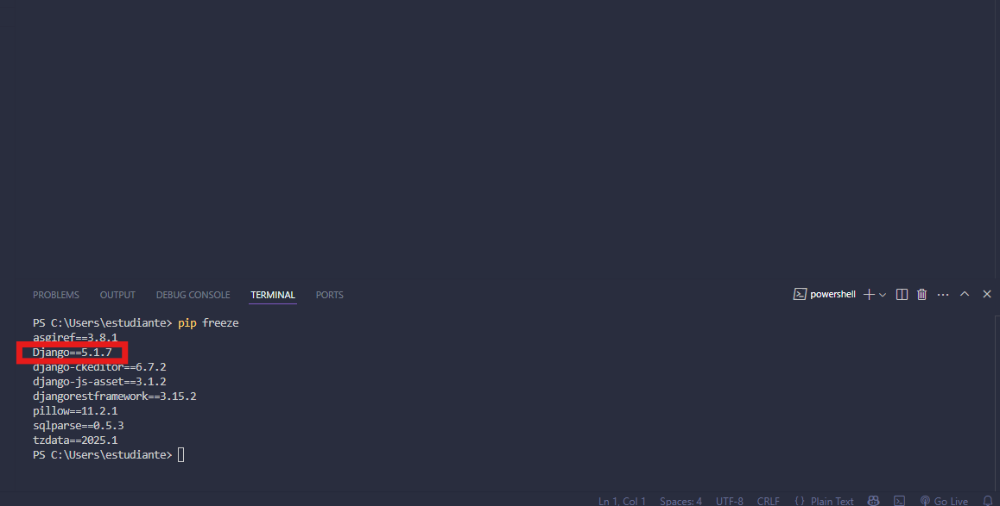 PROBLEMS OUTPUT DEBUG CONSOLE TERMINAL PORTS powershell
PS C:\Users\estudiante> pip freeze
asgiref==3.8.1
Django==5.1.7
django-ckeditor==6.7.2
django-js-asset==3.1.2
djangorestframework==3.15.2
pillow==11.2.1
sqlparse==0.5.3
tzdata==2025.1
PS C:\Users\estudiante>
Ln 1, Col 1 Spaces: 4 UTF-8 CRLF {} Plain Text Go Live